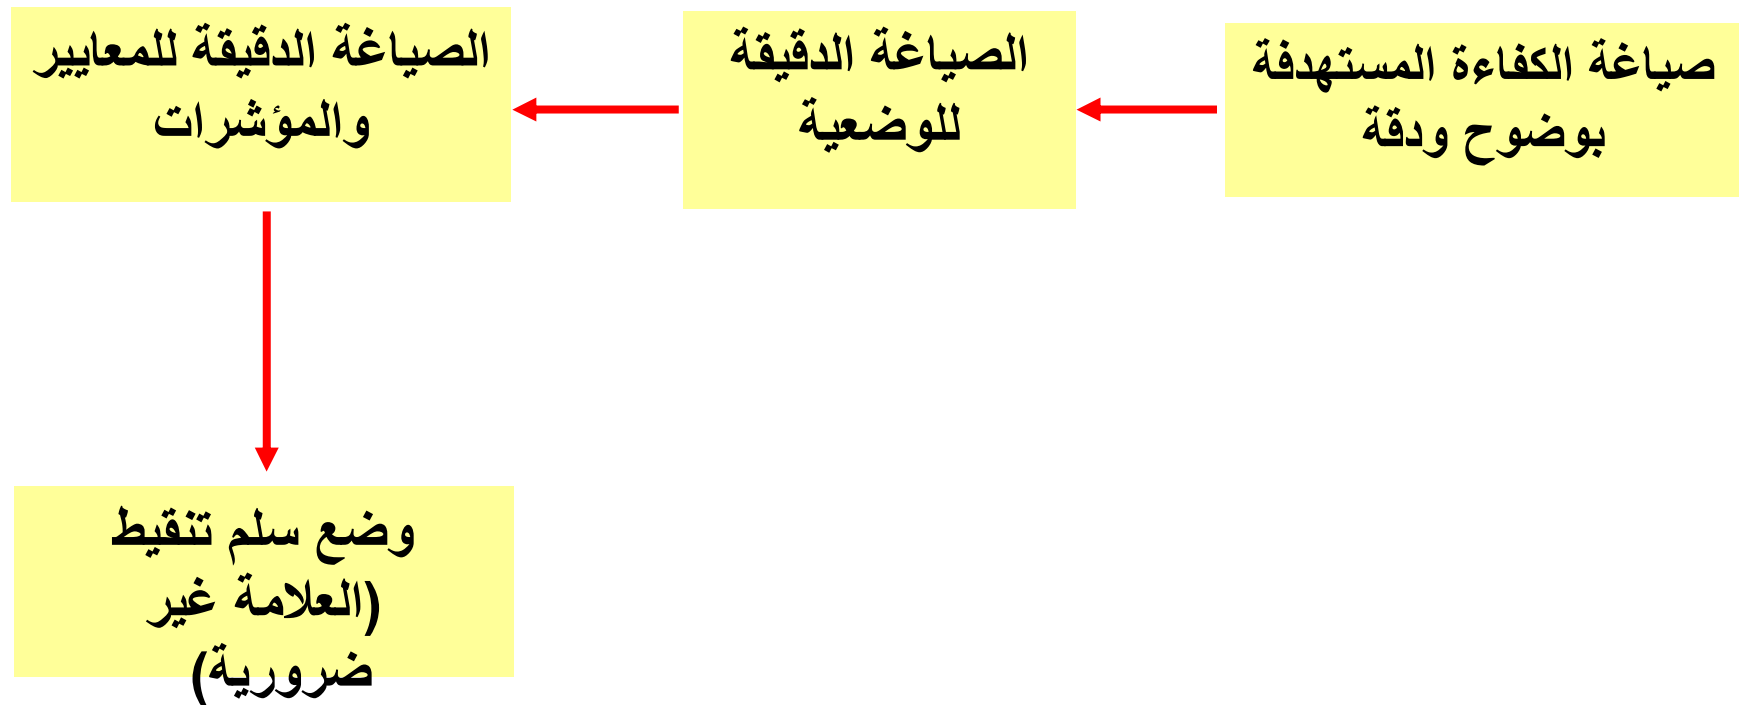 صياغة الكفاءة المستهدفة
بوضوح ودقة
الصياغة الدقيقة
للوضعية
الصياغة الدقيقة للمعايير
والمؤشرات
وضع سلم تنقيط
(العلامة غير
ضرورية)